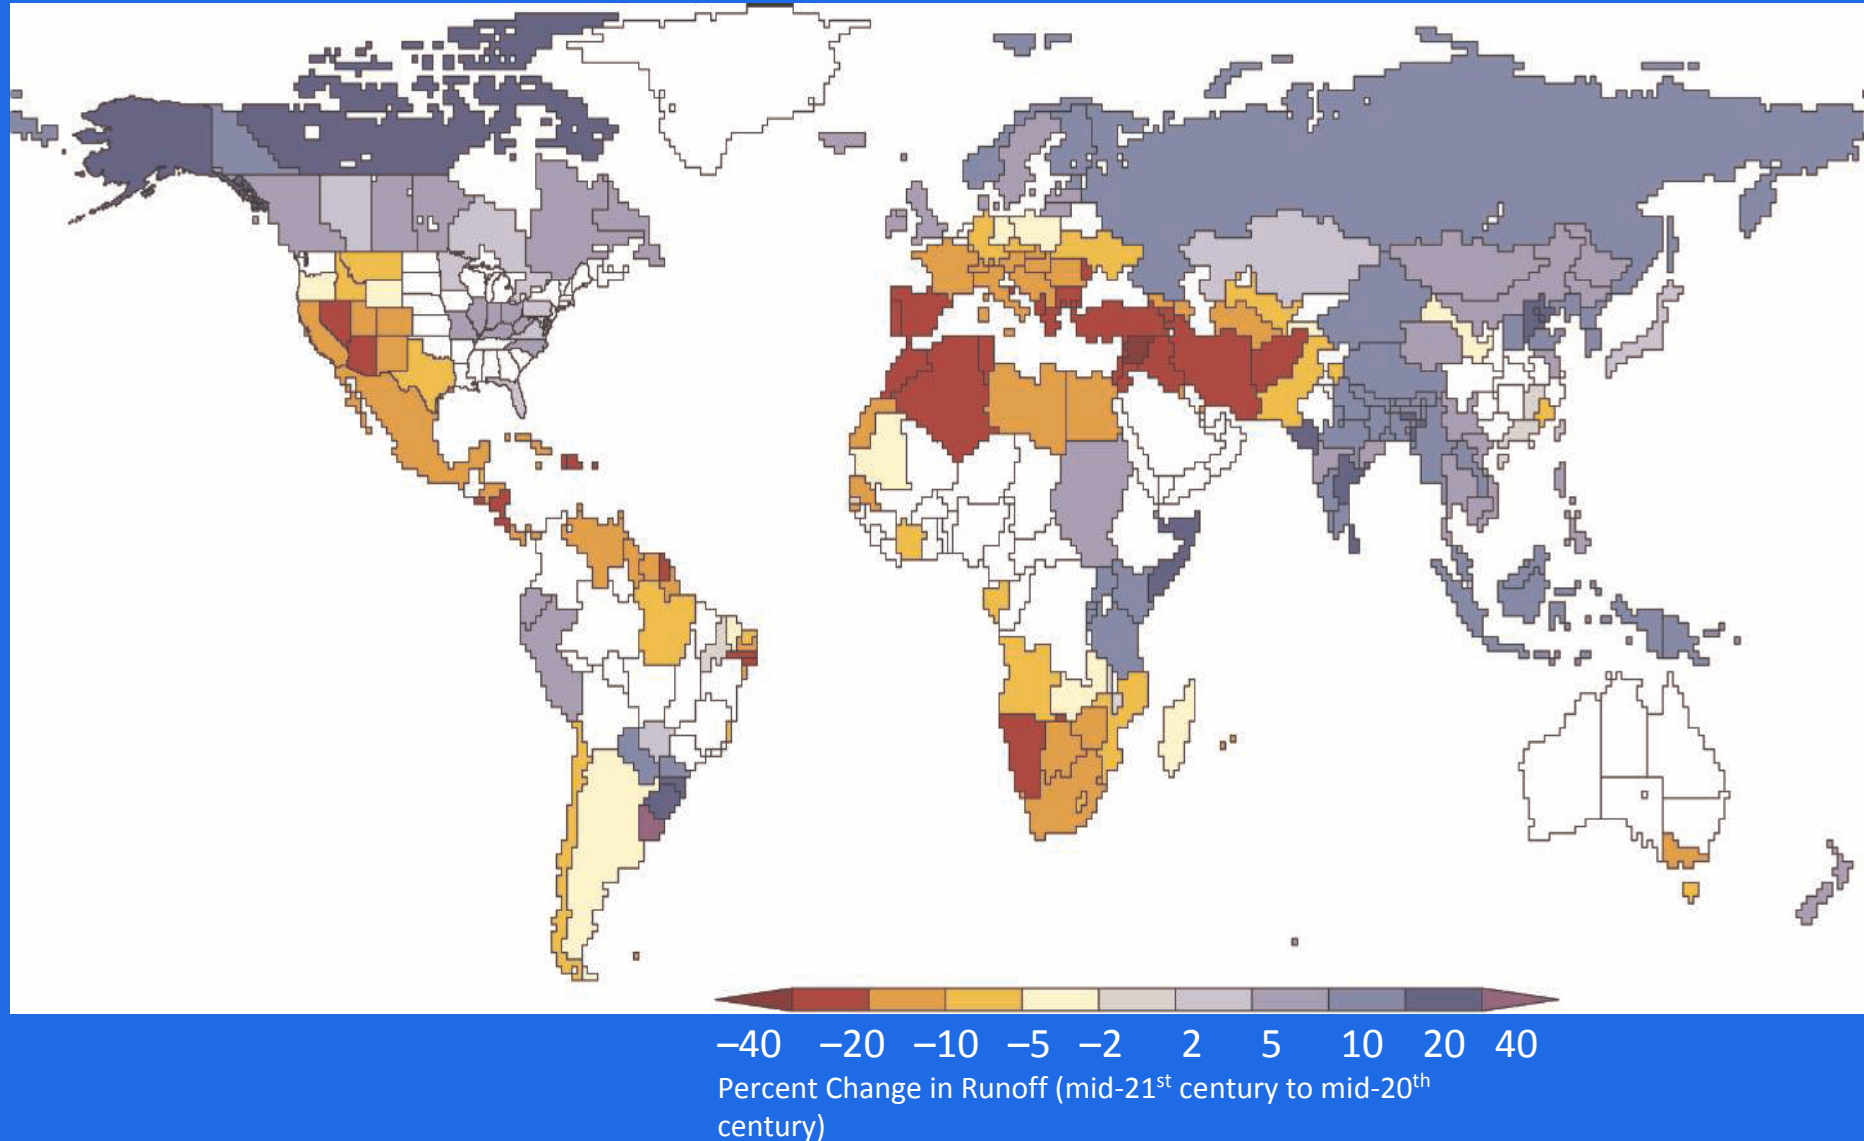 –40 –20 –10 –5 –2 2 5 10 20 40
Percent Change in Runoff (mid-21st century to mid-20th
century)